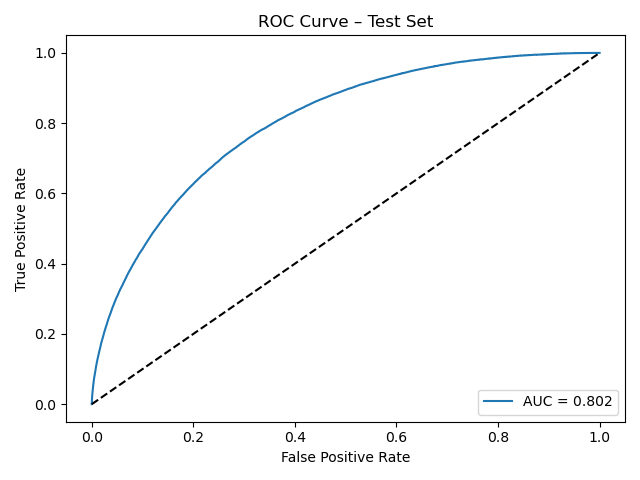 ROC Curve – Test Set
1.0
0.8
0.6
0.4
0.2
0.0
True Positive Rate
AUC = 0.802
0.0 0.2 0.4 0.6 0.8 1.0
False Positive Rate